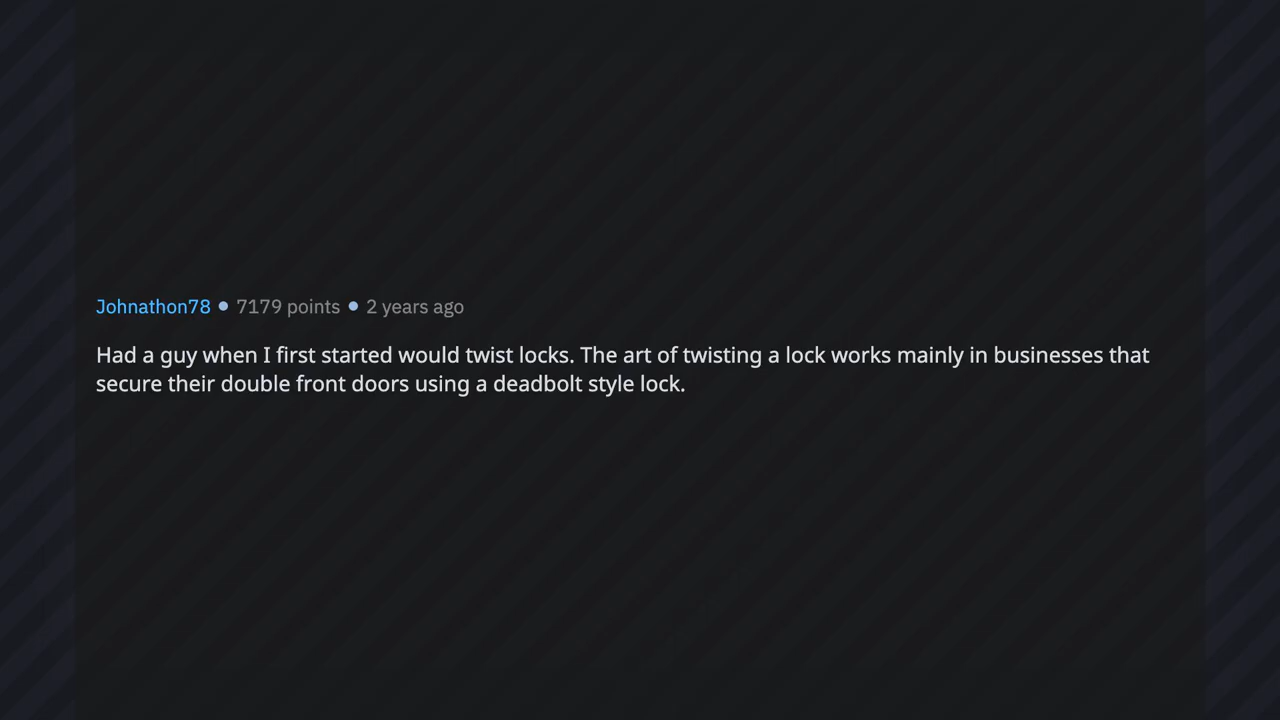 Johnathon78 ● 7179 points ● 2 years ago
Had a guy when I first started would twist locks. The art of twisting a lock works mainly in businesses that
secure their double front doors using a deadbolt style lock.